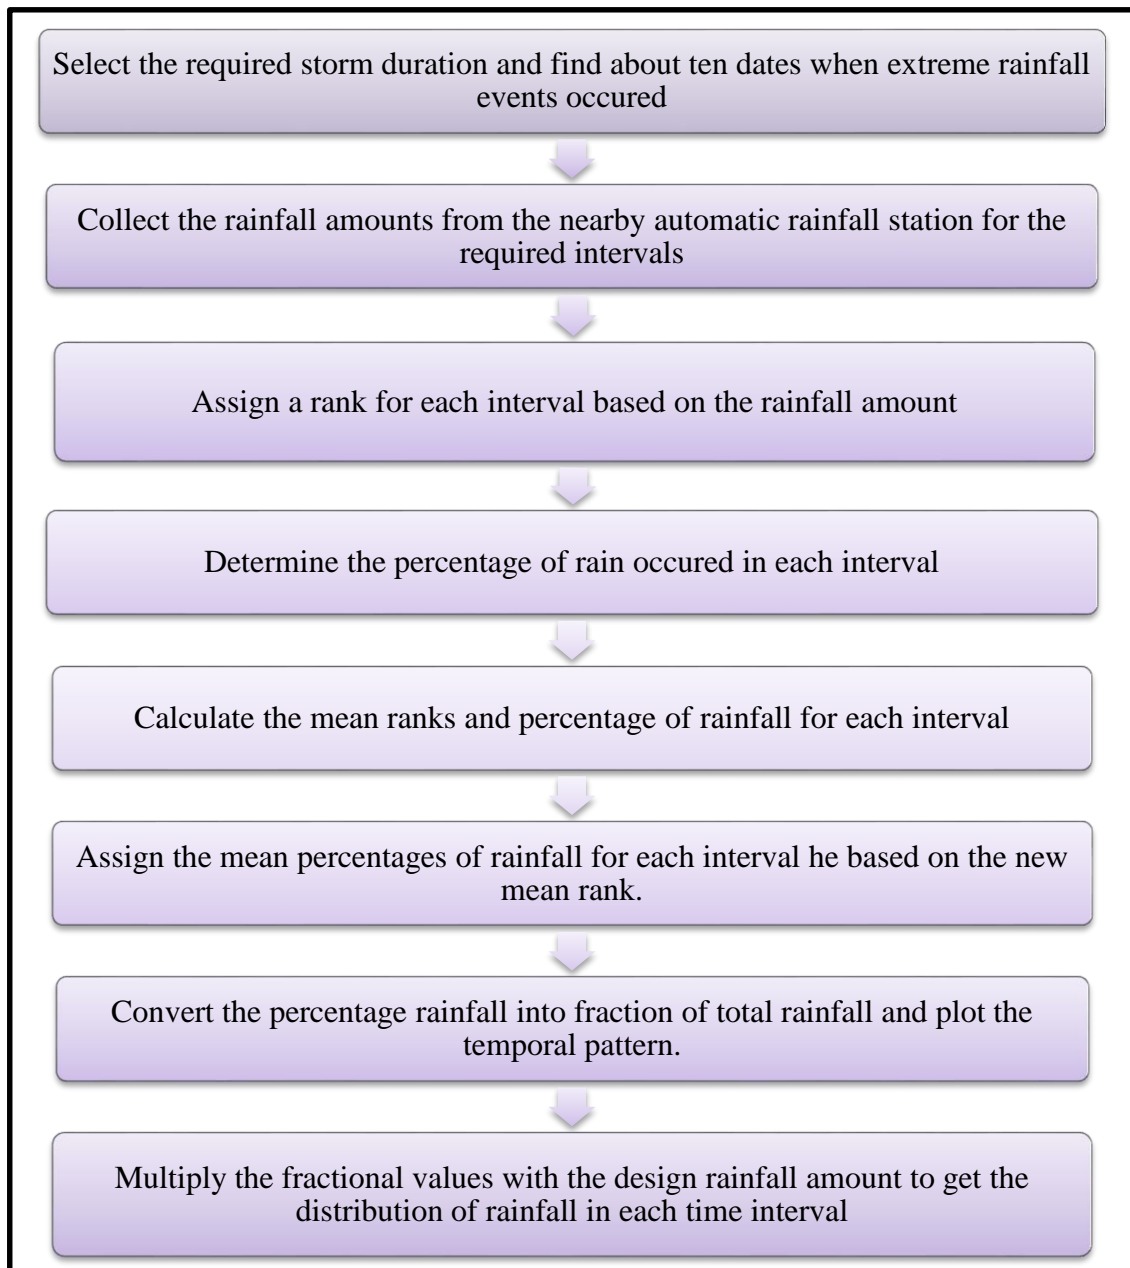 Select the required storm duration and find about ten dates when extreme rainfall
events occured
Collect the rainfall amounts from the nearby automatic rainfall station for the
required intervals
Assign a rank for each interval based on the rainfall amount
Determine the percentage of rain occured in each interval
Calculate the mean ranks and percentage of rainfall for each interval
Assign the mean percentages of rainfall for each interval he based on the new
mean rank.
Convert the percentage rainfall into fraction of total rainfall and plot the
temporal pattern.
Multiply the fractional values with the design rainfall amount to get the
distribution of rainfall in each time interval